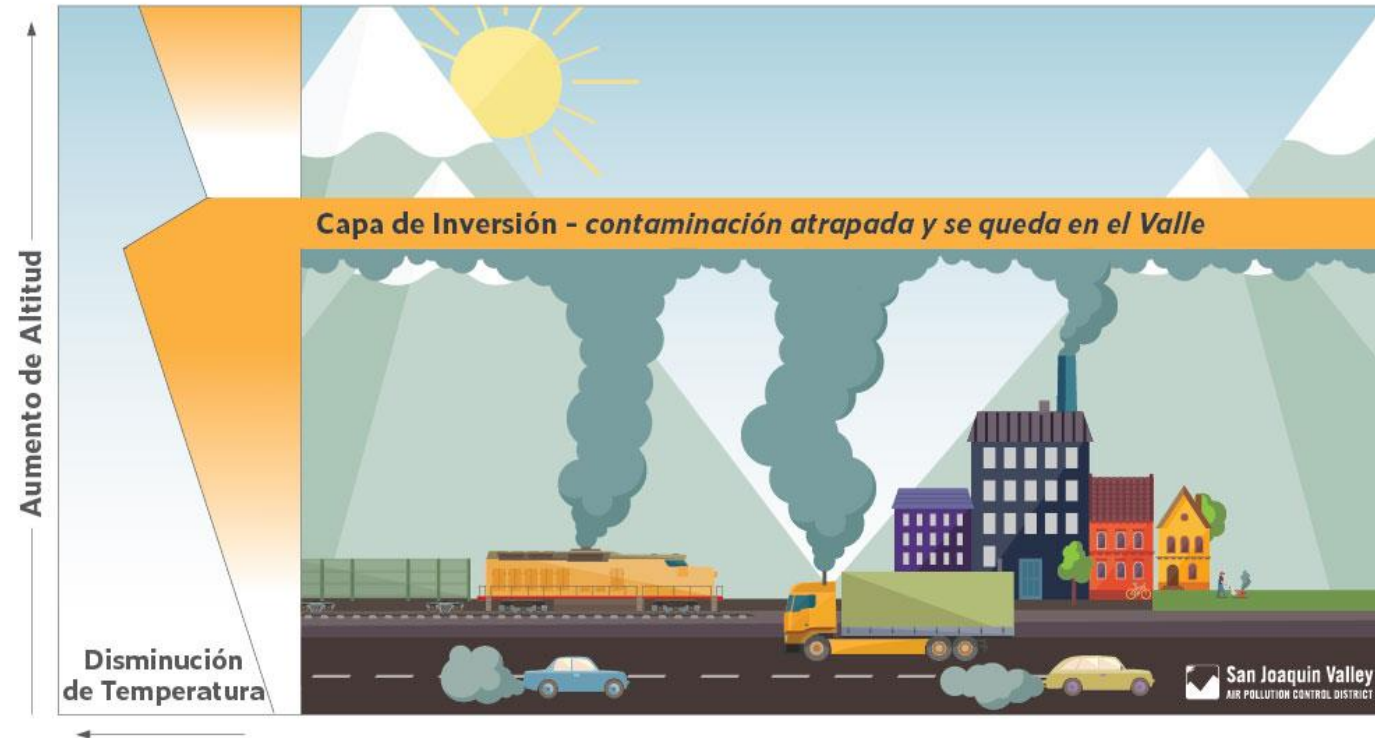 Aumento de Altitud
Capa de Inversión - contaminación atrapada y se queda en el Valle
Disminución
de Temperatura
San Joaquin Valley
AIR POLLUTION CONTROL DISTRICT